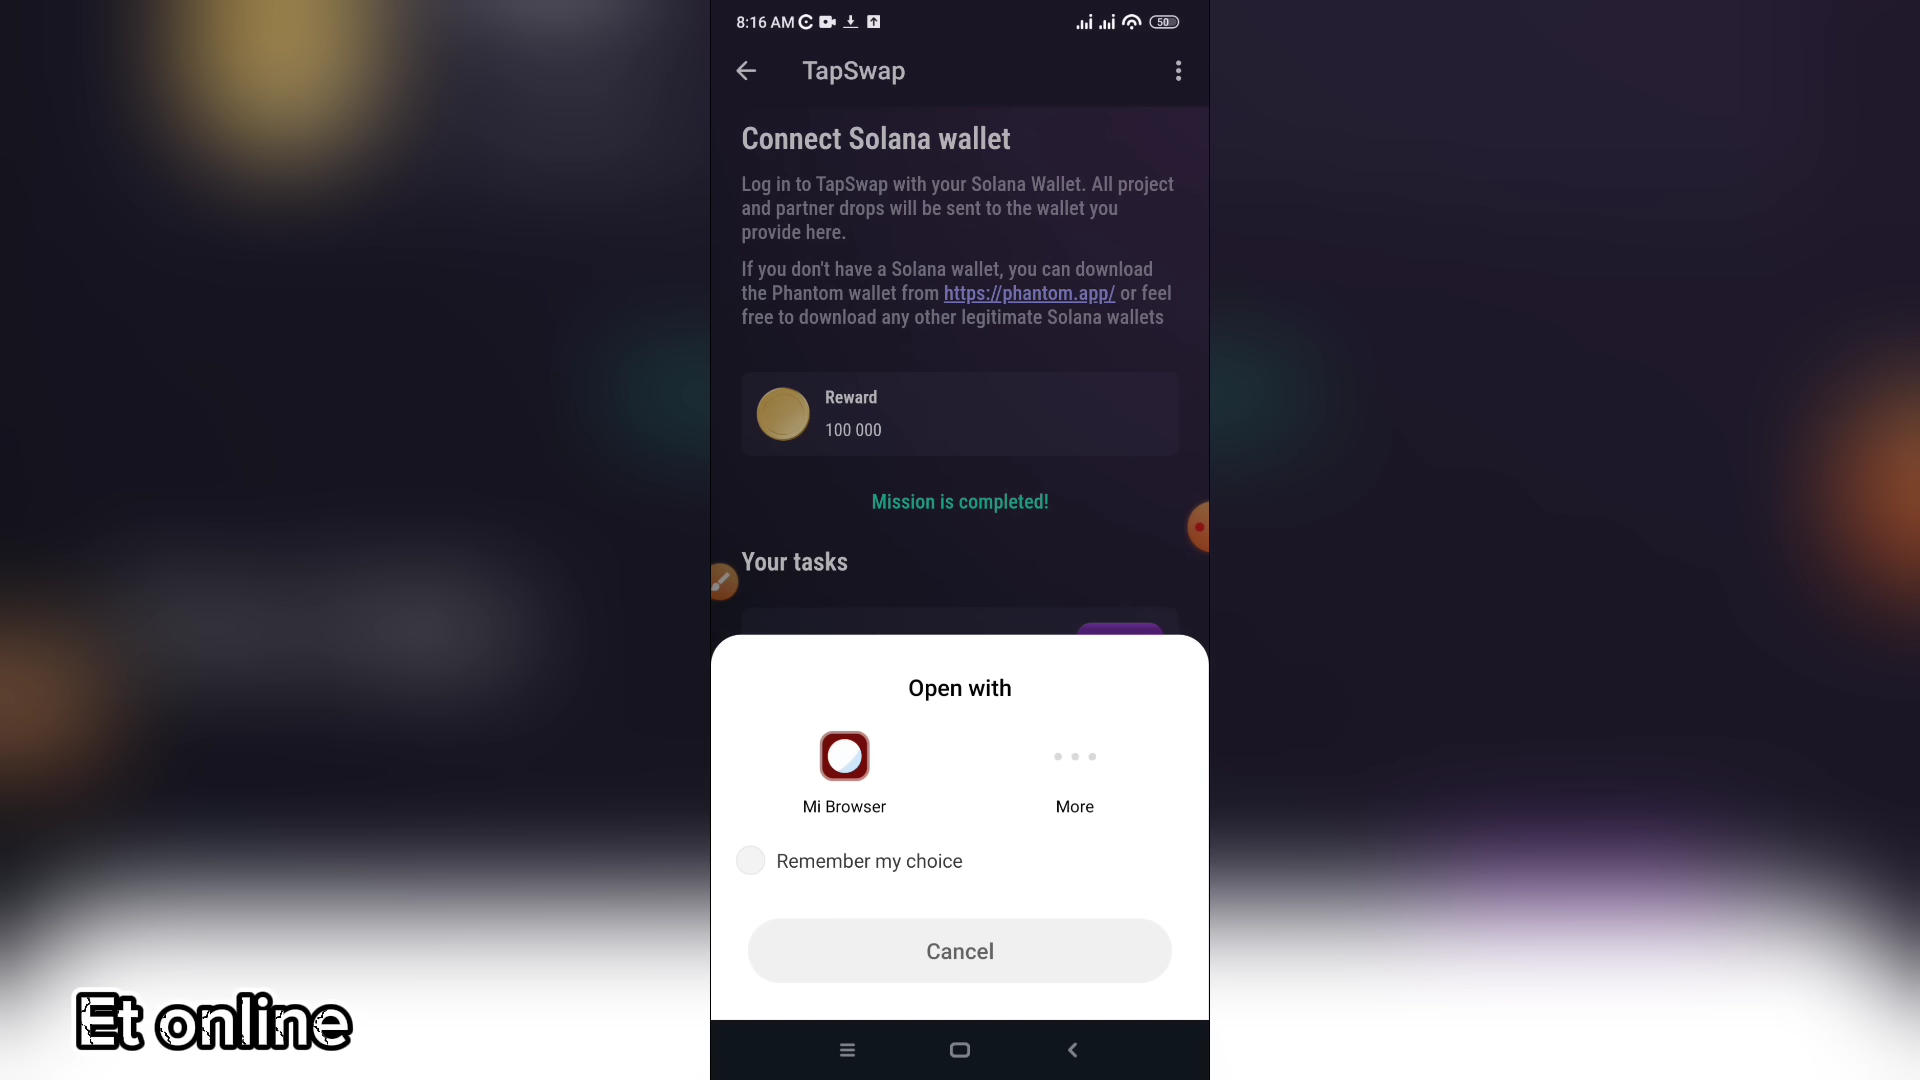 8:16 AM
50
TapSwap
Connect Solana wallet
Log in to TapSwap with your Solana Wallet. All project
and partner drops will be sent to the wallet you
provide here.
If you don't have a Solana wallet, you can download
the Phantom wallet from https://phantom.app/ or feel
free to download any other legitimate Solana wallets
Reward
100 000
Mission is completed!
Your tasks
Open with
Mi Browser
More
Remember my choice
Cancel
Et online